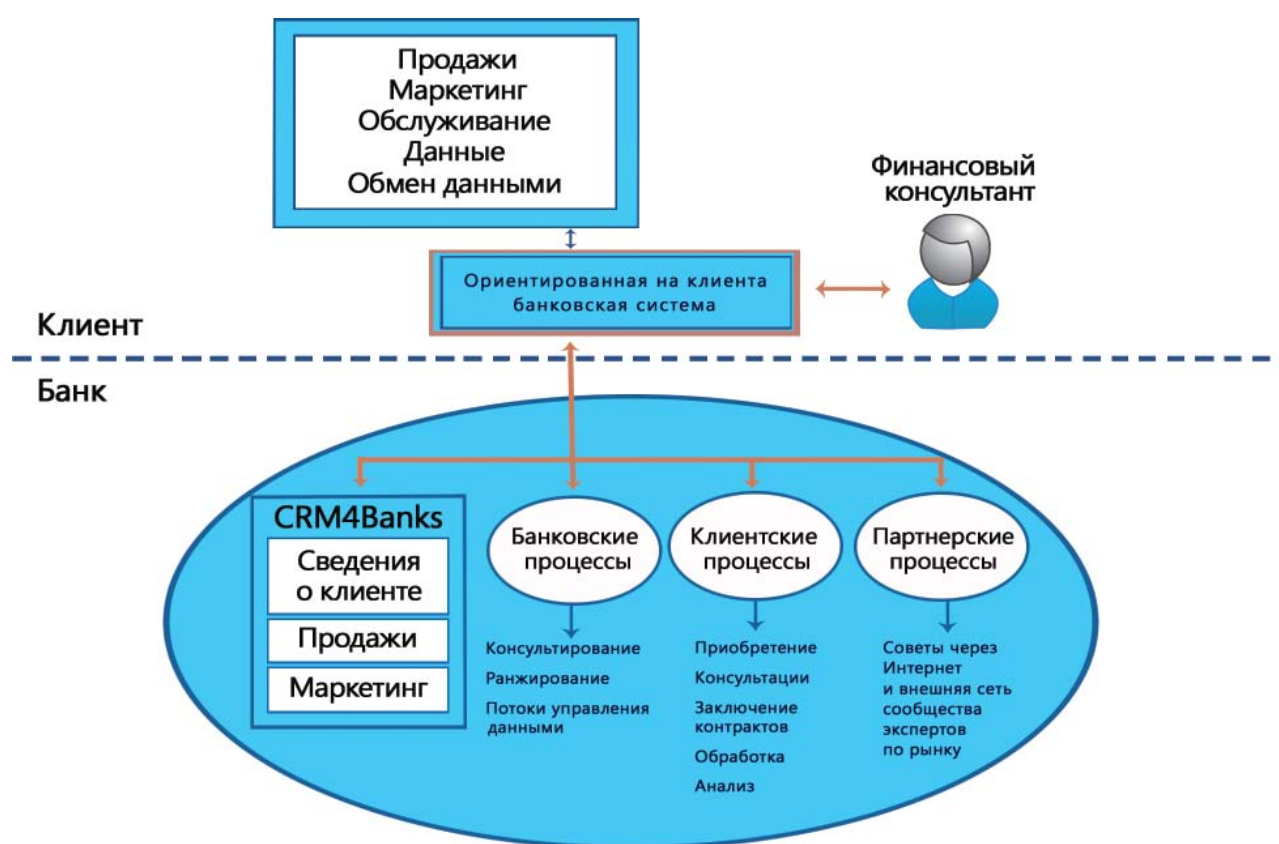 Продажи
Маркетинг
Обслуживание
Данные
Обмен данными
Финансовый
консультант
Ориентированная на клиента
банковская система
Клиент
Банк
CRM4Banks
Сведения
о клиенте
Продажи
Маркетинг
Банковские
процессы
Консультирование
Ранжирование
Потоки управления
данными
Клиентские
процессы
Приобретение
Консультации
Заключение
контрактов
Обработка
Анализ
Партнерские
процессы
Советы через
Интернет
и внешняя сеть
сообщества
экспертов
по рынку